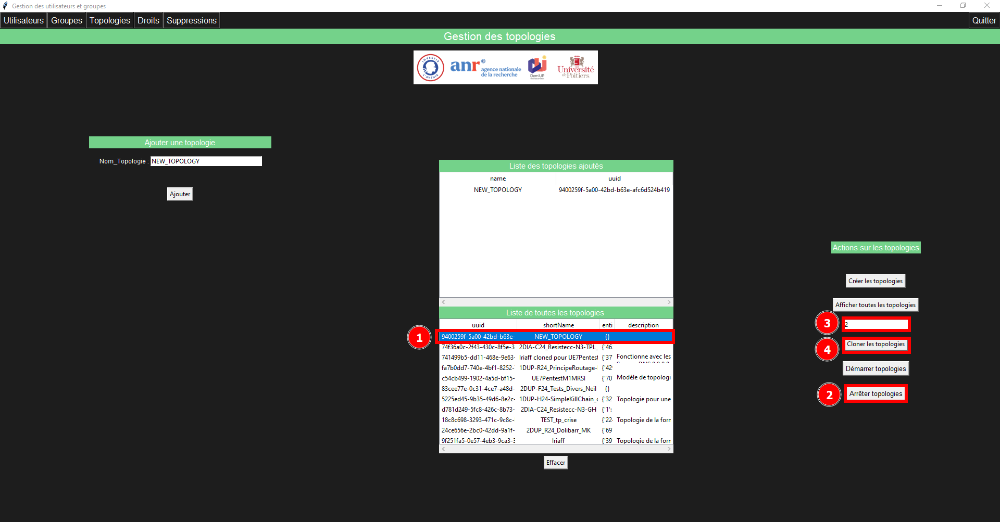 Gestion des utilisateurs et groupes
Utilisateurs Groupes Topologies Droits Suppressions Quitter
Gestion des topologies
INVESTIR L'AVENIR
anr agence nationale de la recherche
Dem'UP
Université de Poitiers
Ajouter une topologie
Nom_Topologie : NEW_TOPOLOGY
Ajouter
Liste des topologies ajoutés
name uuid
NEW_TOPOLOGY 9400259f-5a00-42bd-b63e-afc6d524b419
Liste de toutes les topologies
uuid shortName enti description
1
9400259f-5a00-42bd-b63e- NEW_TOPOLOGY {}
74f36a0c-2f43-430c-8f5e-3 2DIA-C24_Resistecc-N3-TPL_ {'46
741499b5-dd11-468e-9e63- Iriaff cloned pour UE7Pentest {'37 Fonctionne avec les
fa7b0dd7-740e-4bf1-8252- 1DUP-R24_PrincipeRoutage- {'42
c54cb499-1902-4a5d-bf15- UE7PentestM1MRSI {'70 Modèle de topologi
83cee77e-0c31-4ce7-a48d- 2DUP-F24_Tests_Divers_Neil {}
5225ed45-9b35-49d6-8e2c- 1DUP-H24-SimpleKillChain_c {'32 Topologie pour une
d781d249-5fc8-426c-8b73- 2DIA-C24_Resistecc-N3-GH {'1':
18c8c698-3293-471c-9c8c- TEST_tp_crise {'22 Topologie de la forr
24ce656e-2bc0-42dd-9a1f- 2DUP_R24_Dolibarr_MK {'69
9f251fa5-0e57-4eb3-9ca3-3 Iriaff {'39 Topologie de la forr
Effacer
Actions sur les topologies
Créer les topologies
Afficher toutes les topologies
3
2
4
Cloner les topologies
Démarrer topologies
2
Arrêter topologies